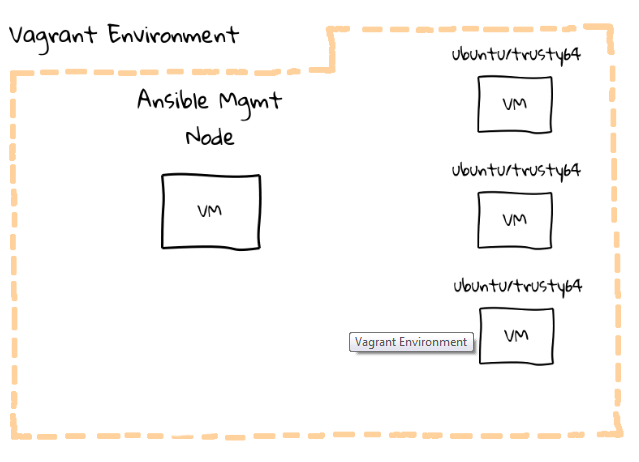 Vagrant Environment
Ansible Mgmt
Node
VM
ubuntu/trusty64
VM
ubuntu/trusty64
VM
ubuntu/trusty64
VM
Vagrant Environment